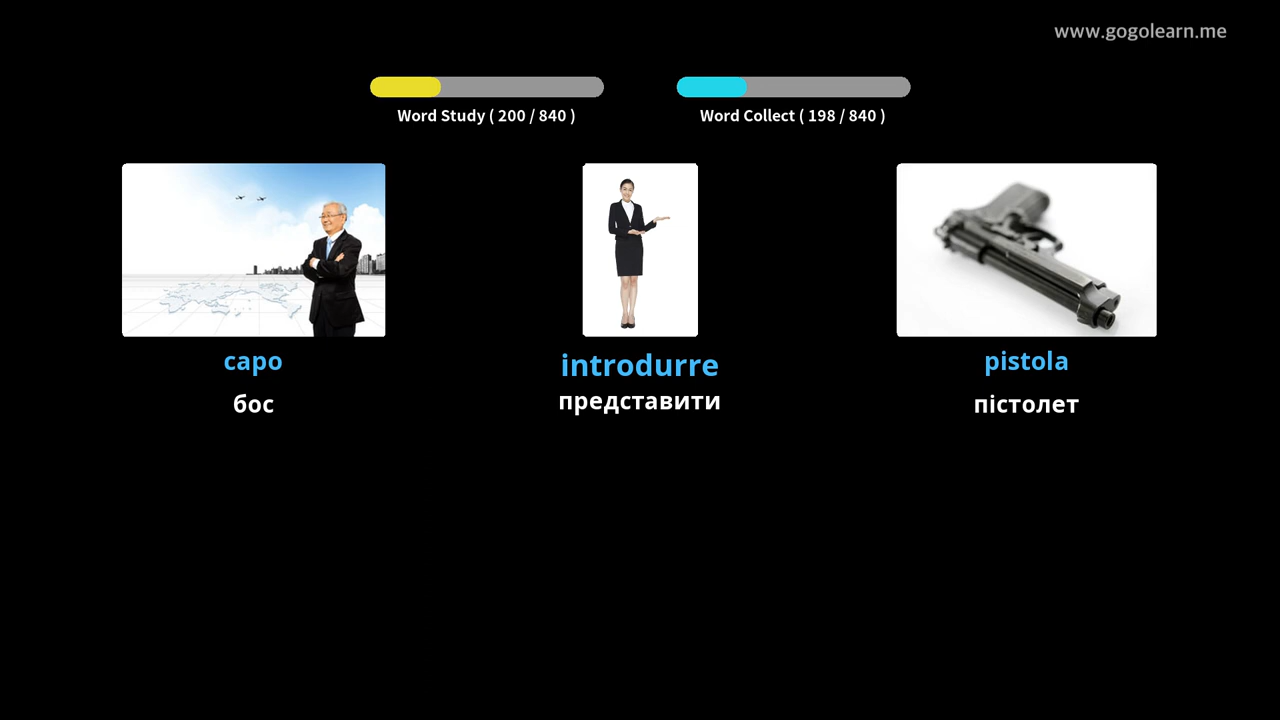 www.gogolearn.me
Word Study ( 200 / 840 )
Word Collect ( 198 / 840 )
capo
introdurre
pistola
бос
представити
пістолет